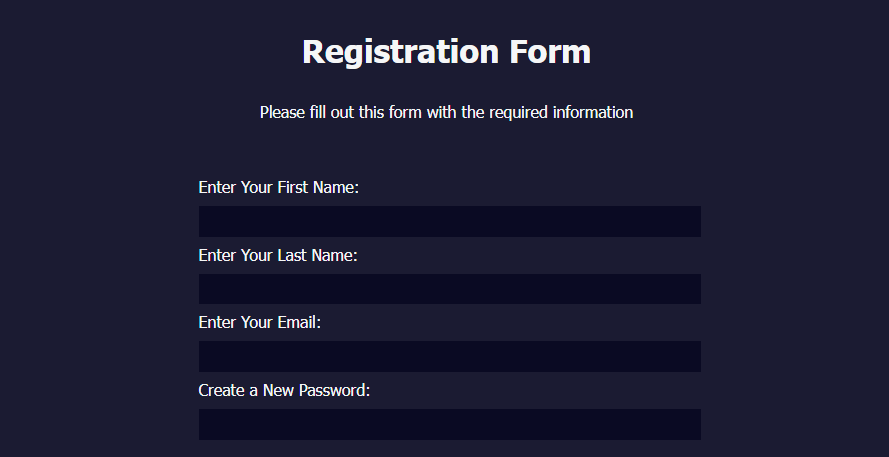 Registration Form
Please fill out this form with the required information
Enter Your First Name:
Enter Your Last Name:
Enter Your Email:
Create a New Password: